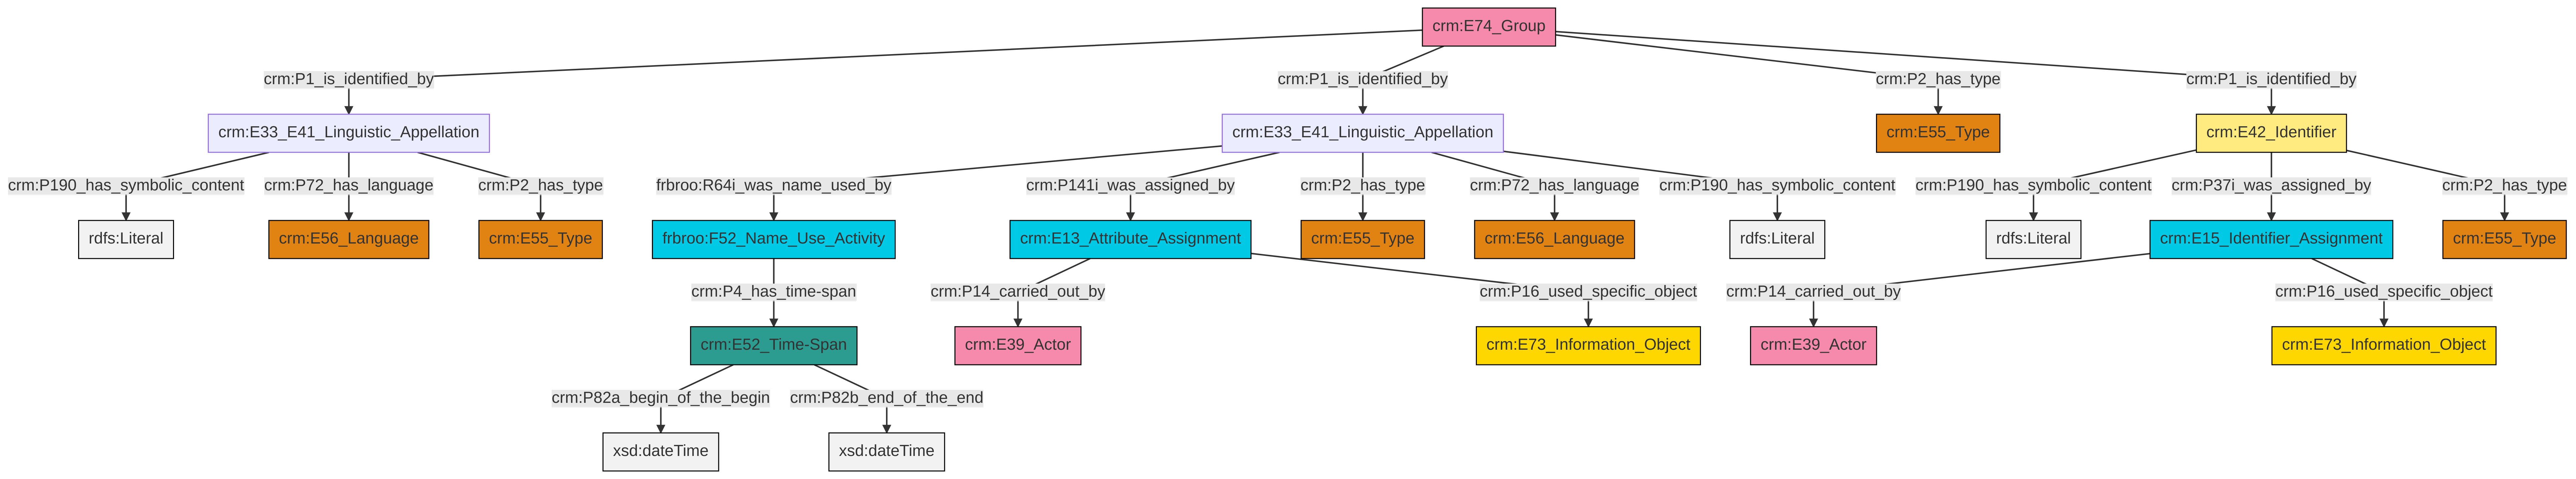 crm:E74_Group
crm:P1_is_identified_by
crm:P1_is_identified_by
crm:P2_has_type
crm:P1_is_identified_by
crm:E33_E41_Linguistic_Appellation
crm:E33_E41_Linguistic_Appellation
crm:E55_Type
crm:E42_Identifier
crm:P190_has_symbolic_content
crm:P72_has_language
crm:P2_has_type
frbroo:R64i_was_name_used_by
crm:P141i_was_assigned_by
crm:P2_has_type
crm:P72_has_language
crm:P190_has_symbolic_content
crm:P190_has_symbolic_content
crm:P37i_was_assigned_by
crm:P2_has_type
rdfs:Literal
crm:E56_Language
crm:E55_Type
frbroo:F52_Name_Use_Activity
crm:E13_Attribute_Assignment
crm:E55_Type
crm:E56_Language
rdfs:Literal
rdfs:Literal
crm:E15_Identifier_Assignment
crm:E55_Type
crm:P4_has_time-span
crm:P14_carried_out_by
crm:P16_used_specific_object
crm:P14_carried_out_by
crm:P16_used_specific_object
crm:E52_Time-Span
crm:E39_Actor
crm:E73_Information_Object
crm:E39_Actor
crm:E73_Information_Object
crm:P82a_begin_of_the_begin
crm:P82b_end_of_the_end
xsd:dateTime
xsd:dateTime